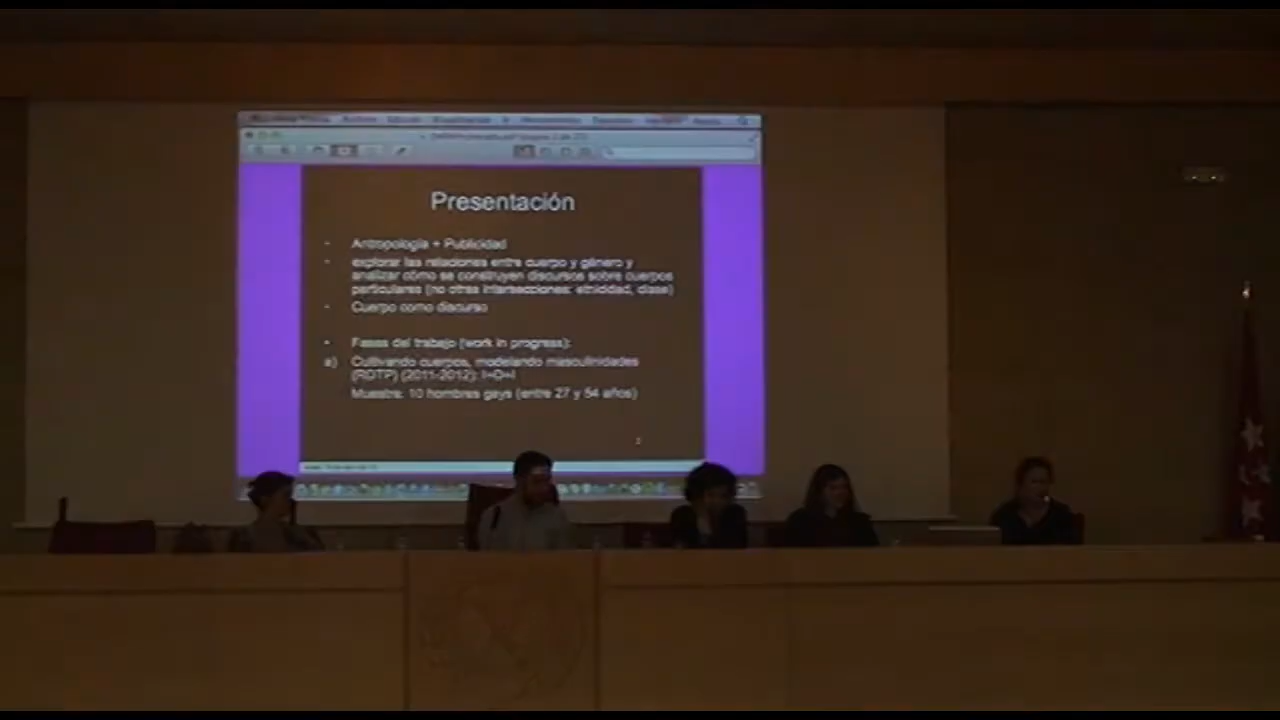 Presentación
- Antropología + Publicidad
- explorar las relaciones entre cuerpo y género y
analizar cómo se construyen discursos sobre cuerpos
particulares (no otras intersecciones: etnicidad, clase)
- Cuerpo como discurso
- Fases del trabajo (work in progress):
a) Cultivando cuerpos, modelando masculinidades
(RDTP) (2011-2012): I+D+I
Muestra: 10 hombres gays (entre 27 y 54 años)